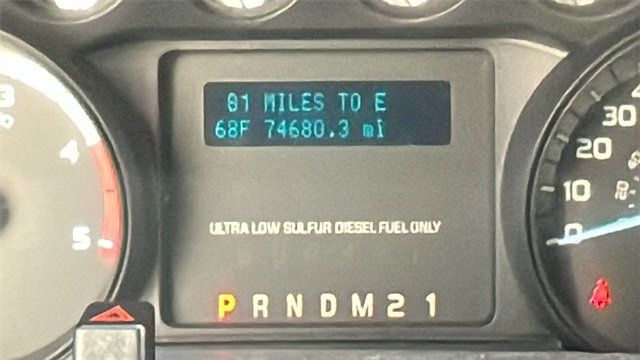 81 MILES TO E
68F 74680.3 mi
ULTRA LOW SULFUR DIESEL FUEL ONLY
P R N D M 2 1
3
4
5
30
20
10
0